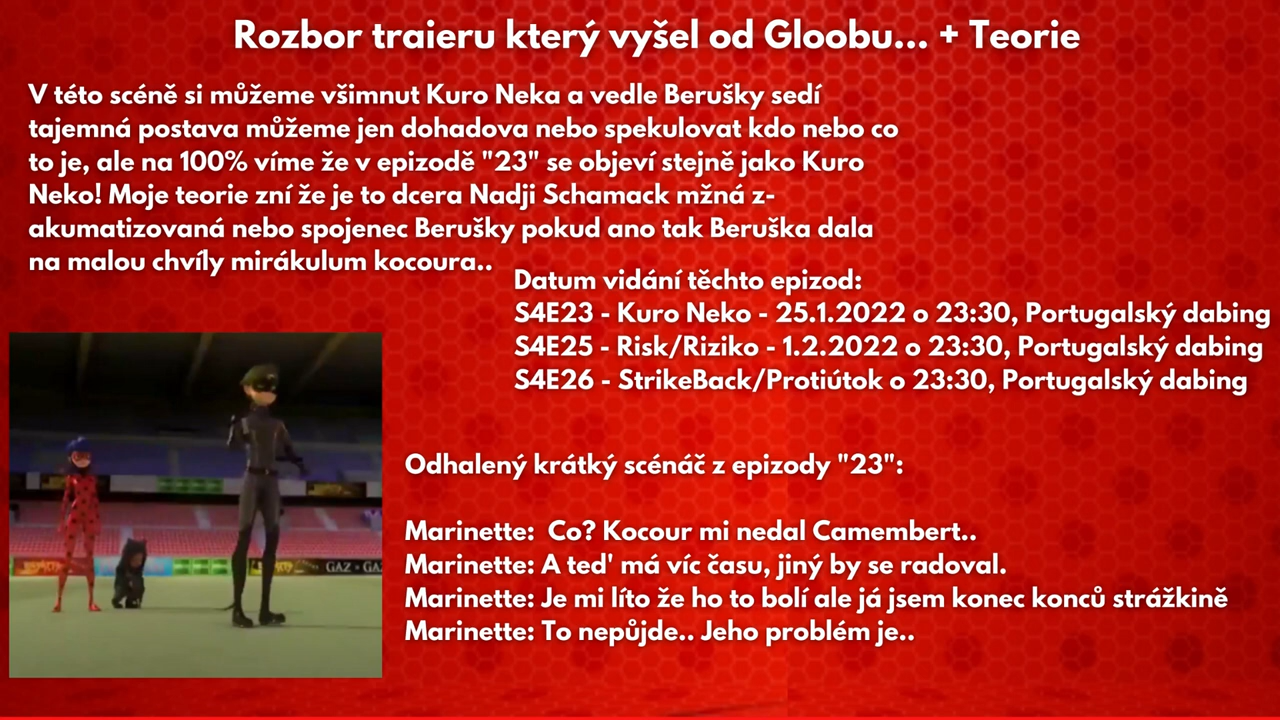 Rozbor traieru který vyšel od Gloobu... + Teorie
V této scéně si můžeme všimnut Kuro Neka a vedle Berušky sedí
tajemná postava můžeme jen dohadova nebo spekulovat kdo nebo co
to je, ale na 100% víme že v epizodě "23" se objeví stejně jako Kuro
Neko! Moje teorie zní že je to dcera Nadji Schamack mžná z-
akumatizovaná nebo spojenec Berušky pokud ano tak Beruška dala
na malou chvíly mirákulum kocoura..
Datum vidání těchto epizod:
S4E23 - Kuro Neko - 25.1.2022 o 23:30, Portugalský dabing
S4E25 - Risk/Riziko - 1.2.2022 o 23:30, Portugalský dabing
S4E26 - StrikeBack/Protiútok o 23:30, Portugalský dabing
Odhalený krátký scénáč z epizody "23":
Marinette:  Co? Kocour mi nedal Camembert..
Marinette: A ted' má víc času, jiný by se radoval.
Marinette: Je mi líto že ho to bolí ale já jsem konec konců strážkině
Marinette: To nepůjde.. Jeho problém je..
GAZ • GA